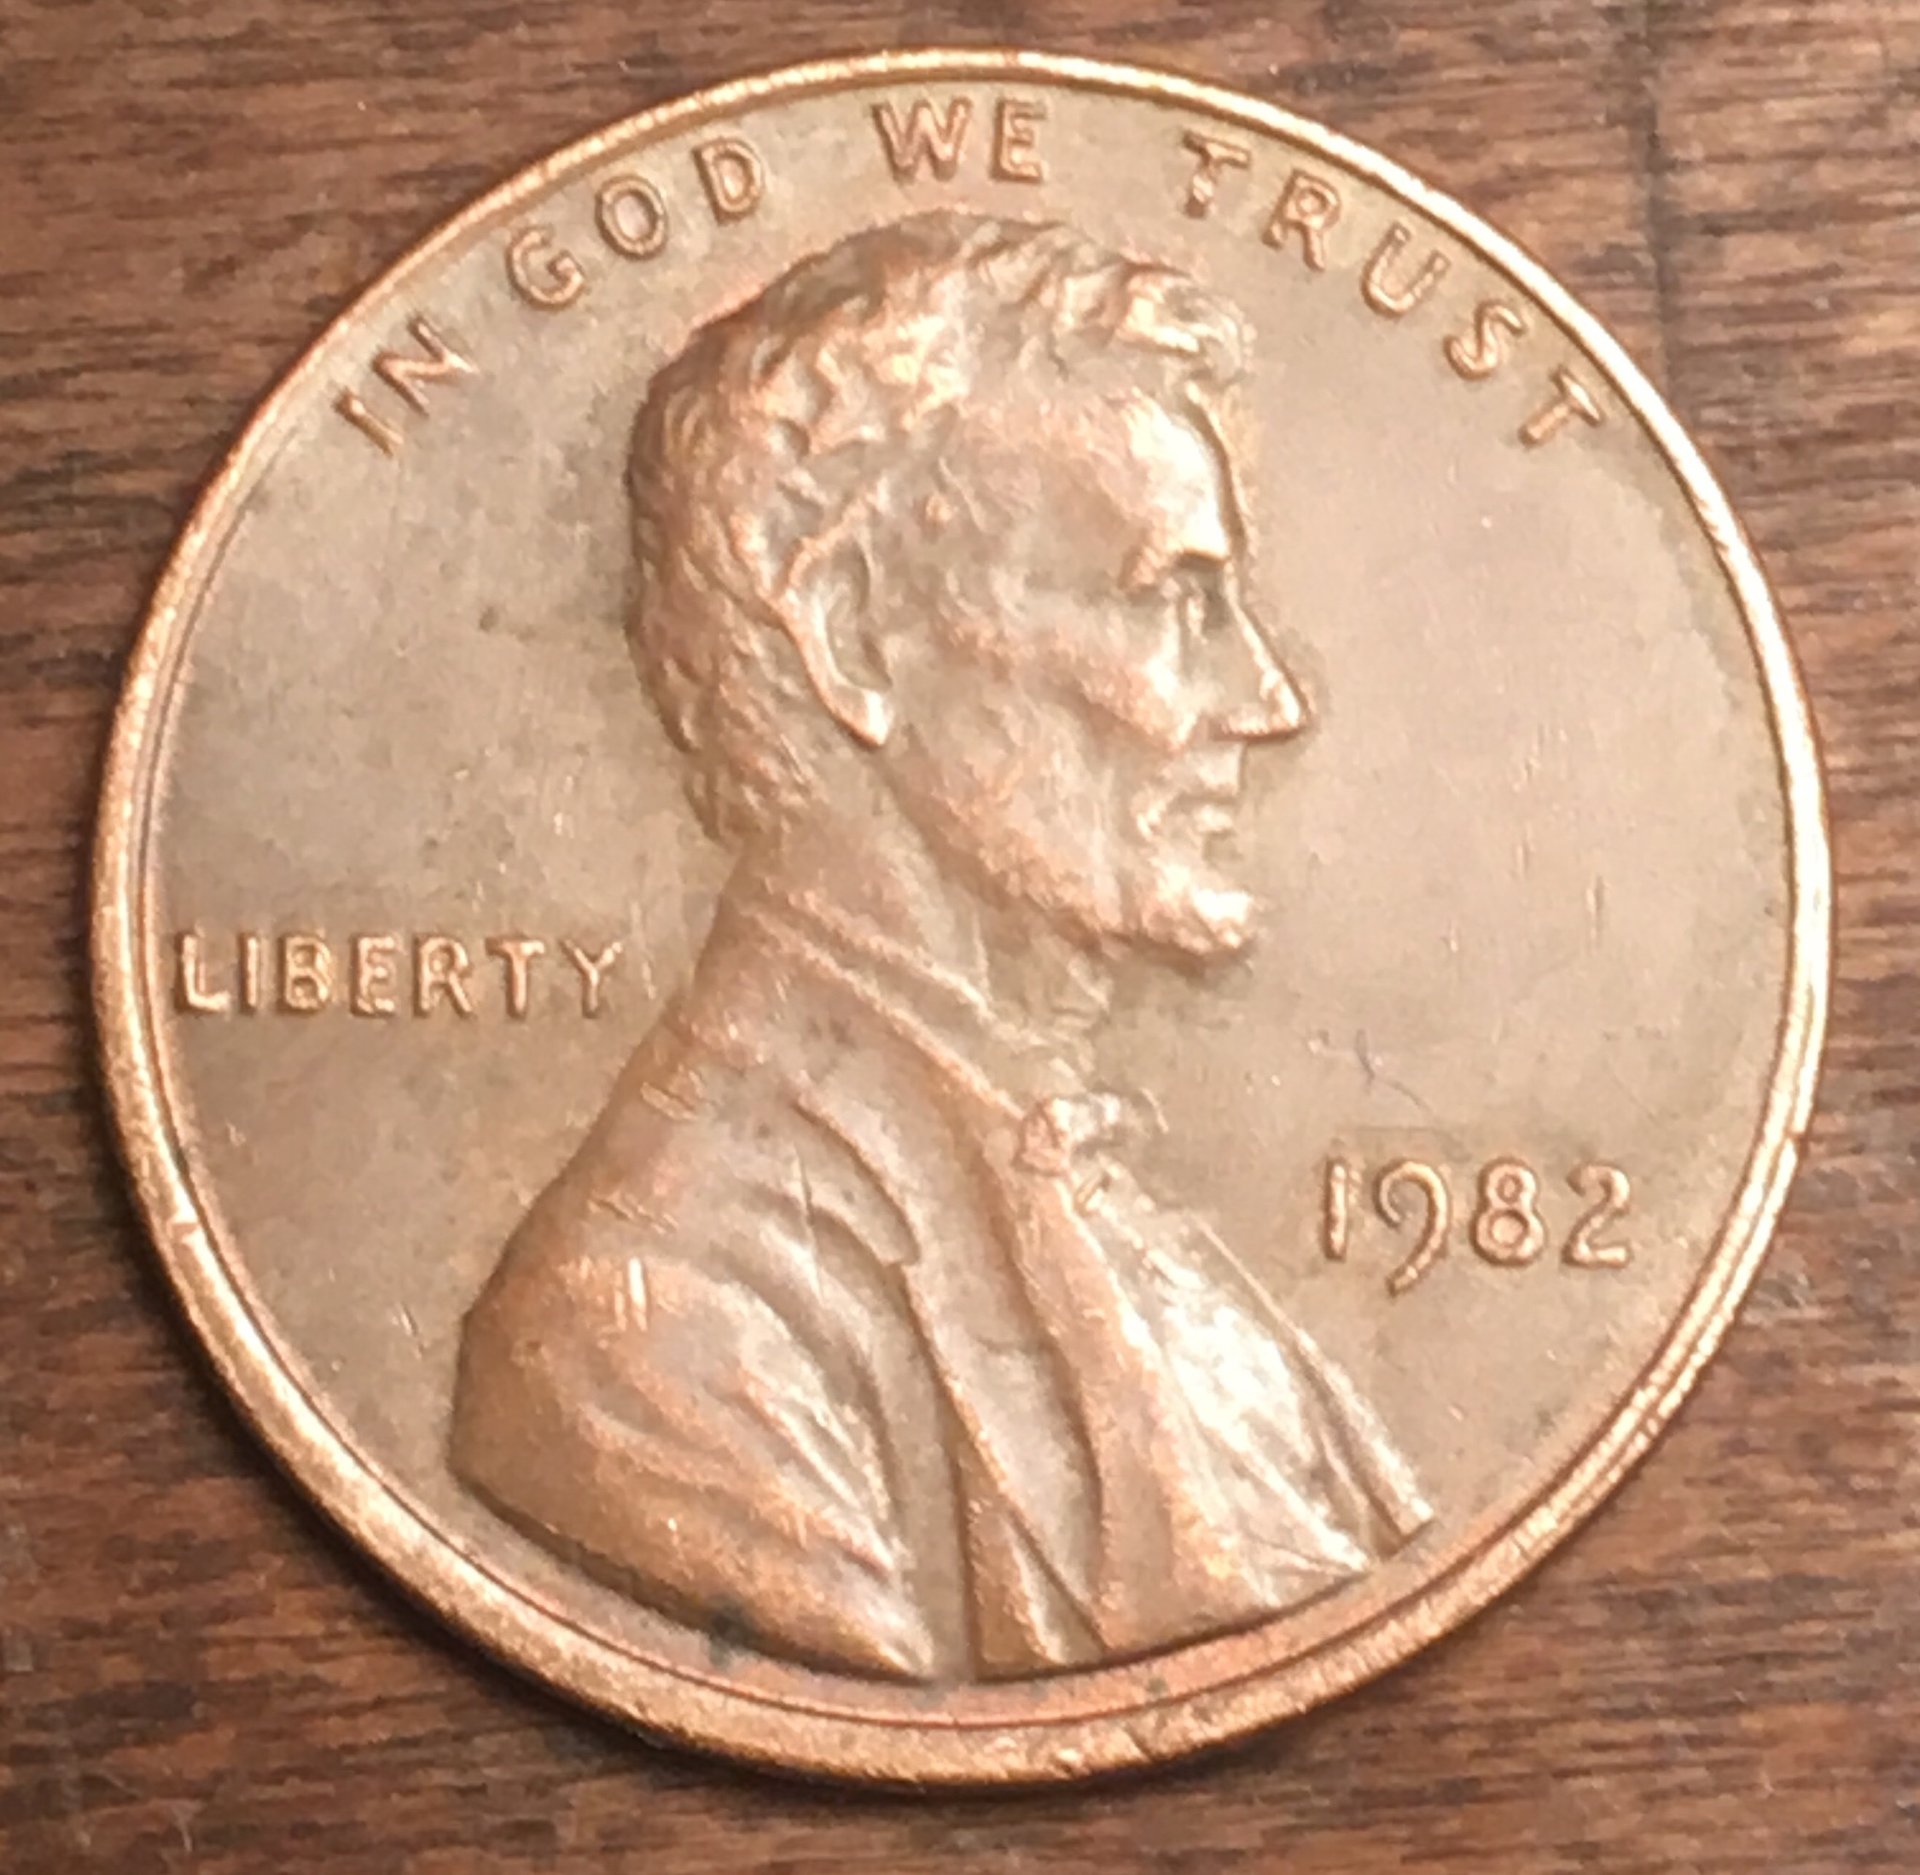 IN GOD WE TRUST
LIBERTY
1982